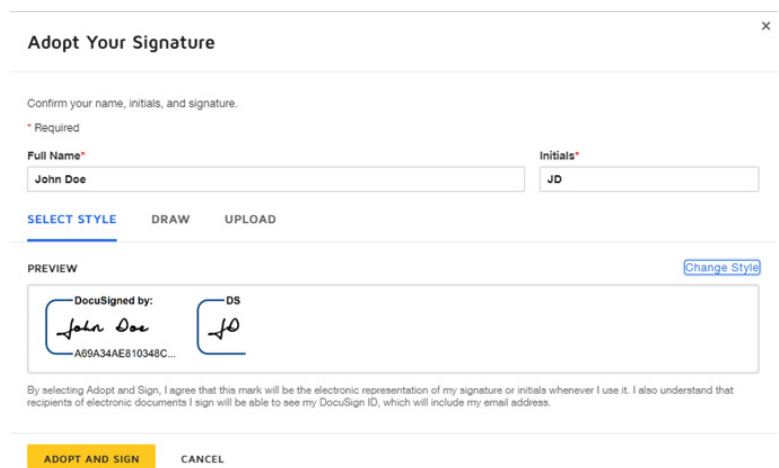 ×
Adopt Your Signature
Confirm your name, initials, and signature.
* Required
Full Name*
Initials*
John Doe
JD
SELECT STYLE DRAW UPLOAD
PREVIEW
Change Style
DocuSigned by:
John Doe
A69A34AE810348C...
DS
JD
By selecting Adopt and Sign, I agree that this mark will be the electronic representation of my signature or initials whenever I use it. I also understand that
recipients of electronic documents I sign will be able to see my DocuSign ID, which will include my email address.
ADOPT AND SIGN CANCEL